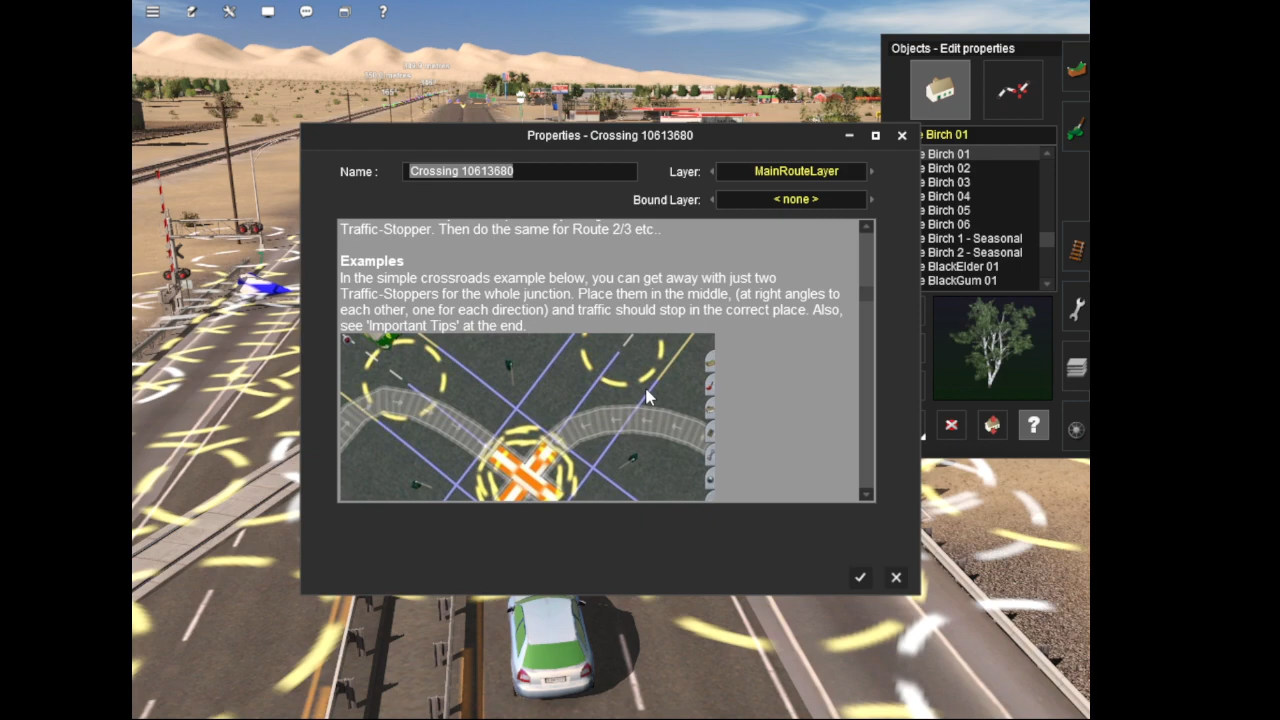 Objects - Edit properties
Properties - Crossing 10613680
e Birch 01
Name :
Crossing 10613680
Layer:
MainRouteLayer
Bound Layer:
< none >
e Birch 01
e Birch 02
e Birch 03
e Birch 04
e Birch 05
e Birch 06
e Birch 1 - Seasonal
e Birch 2 - Seasonal
e BlackElder 01
e BlackGum 01
Traffic-Stopper. Then do the same for Route 2/3 etc..
Examples
In the simple crossroads example below, you can get away with just two
Traffic-Stoppers for the whole junction. Place them in the middle, (at right angles to
each other, one for each direction) and traffic should stop in the correct place. Also,
see 'Important Tips' at the end.